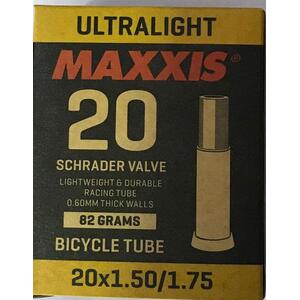 ULTRALIGHT
MAXXIS®
20
SCHRADER VALVE
LIGHTWEIGHT & DURABLE
RACING TUBE
0.60MM THICK WALLS
82 GRAMS
BICYCLE TUBE
20x1.50/1.75